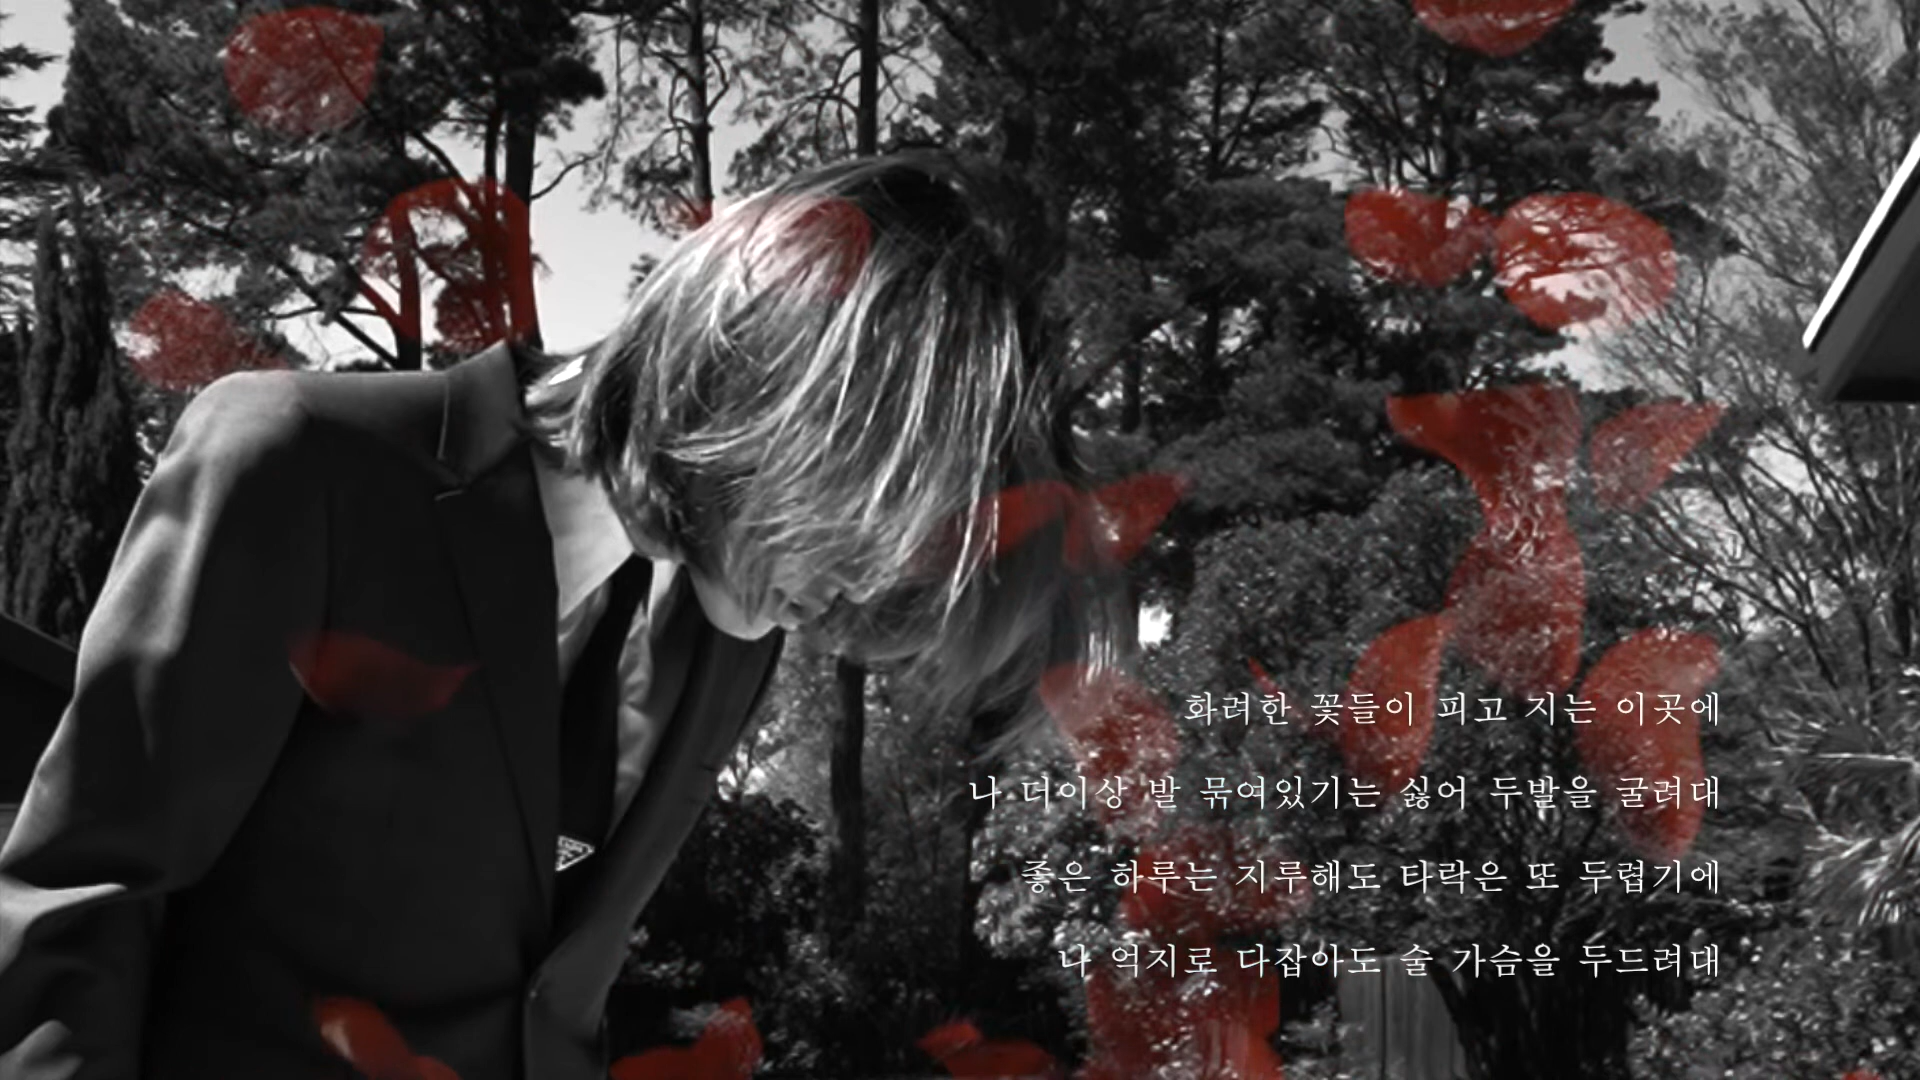 화려한 꽃들이 피고 지는 이곳에
나 더이상 발 묶여있기는 싫어 두발을 굴려대
좋은 하루는 지루해도 타락은 또 두렵기에
나 억지로 다잡아도 술 가슴을 두드려대